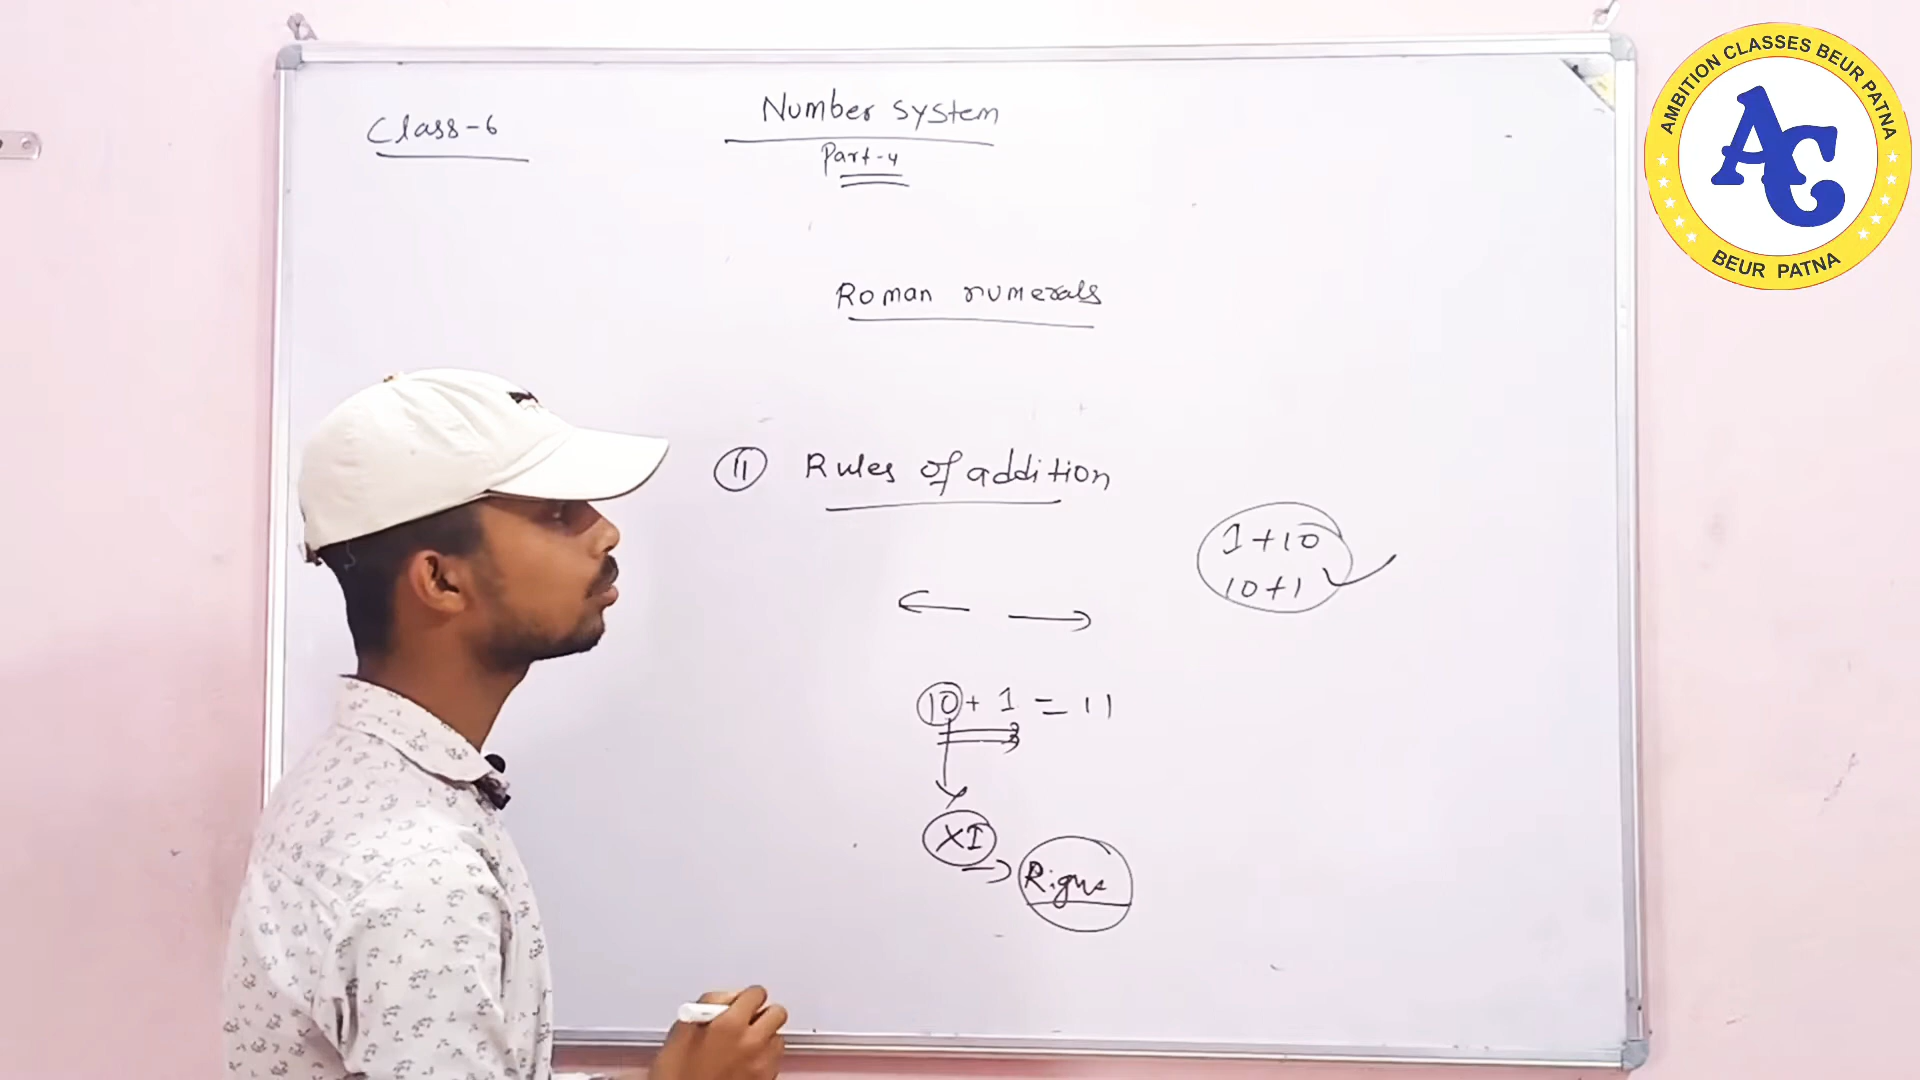 Class-6
Number system
Part-4
Roman numerals
11 Rules of addition
1+10
10+1
10+ 1 = 11
XI
AMBITION CLASSES BEUR PATNA
AC
BEUR PATNA